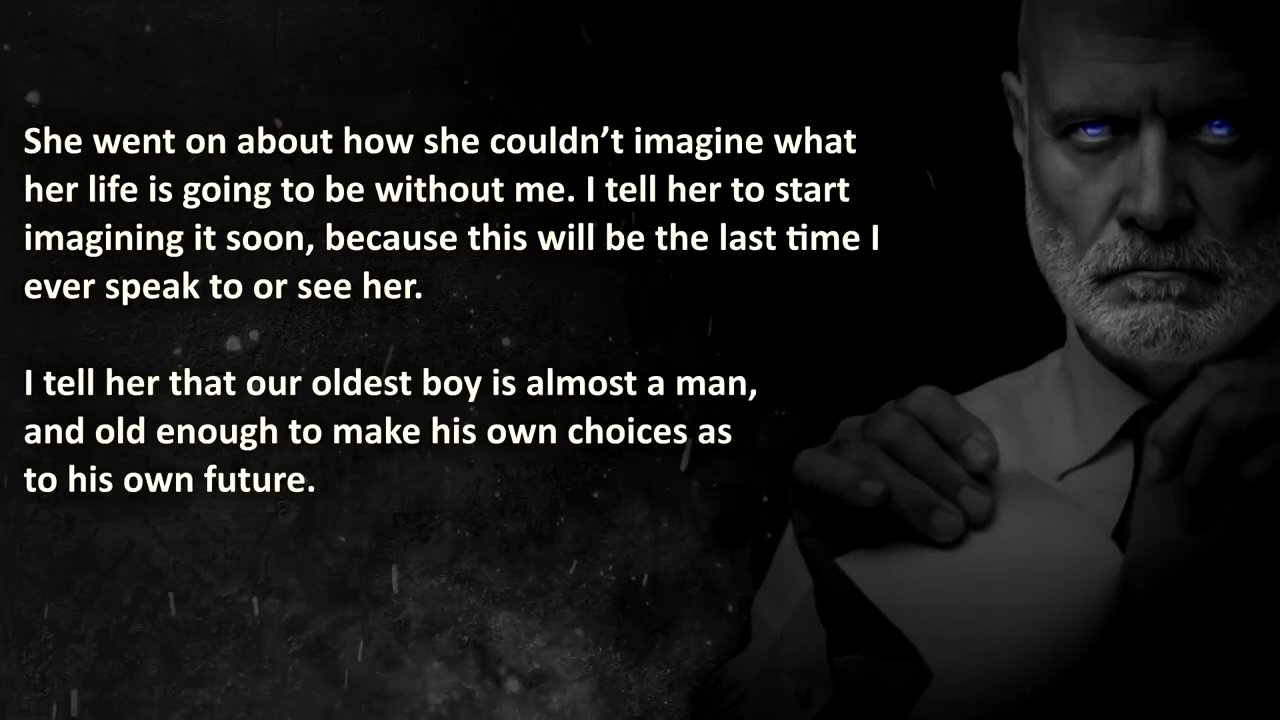 She went on about how she couldn’t imagine what
her life is going to be without me. I tell her to start
imagining it soon, because this will be the last time I
ever speak to or see her.
I tell her that our oldest boy is almost a man,
and old enough to make his own choices as
to his own future.